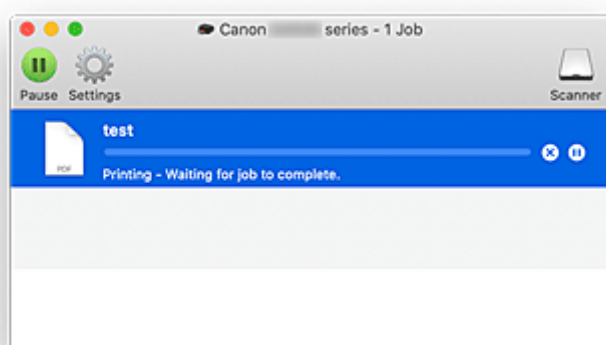 Canon series - 1 Job
Pause Settings Scanner
test
PDF
Printing - Waiting for job to complete.